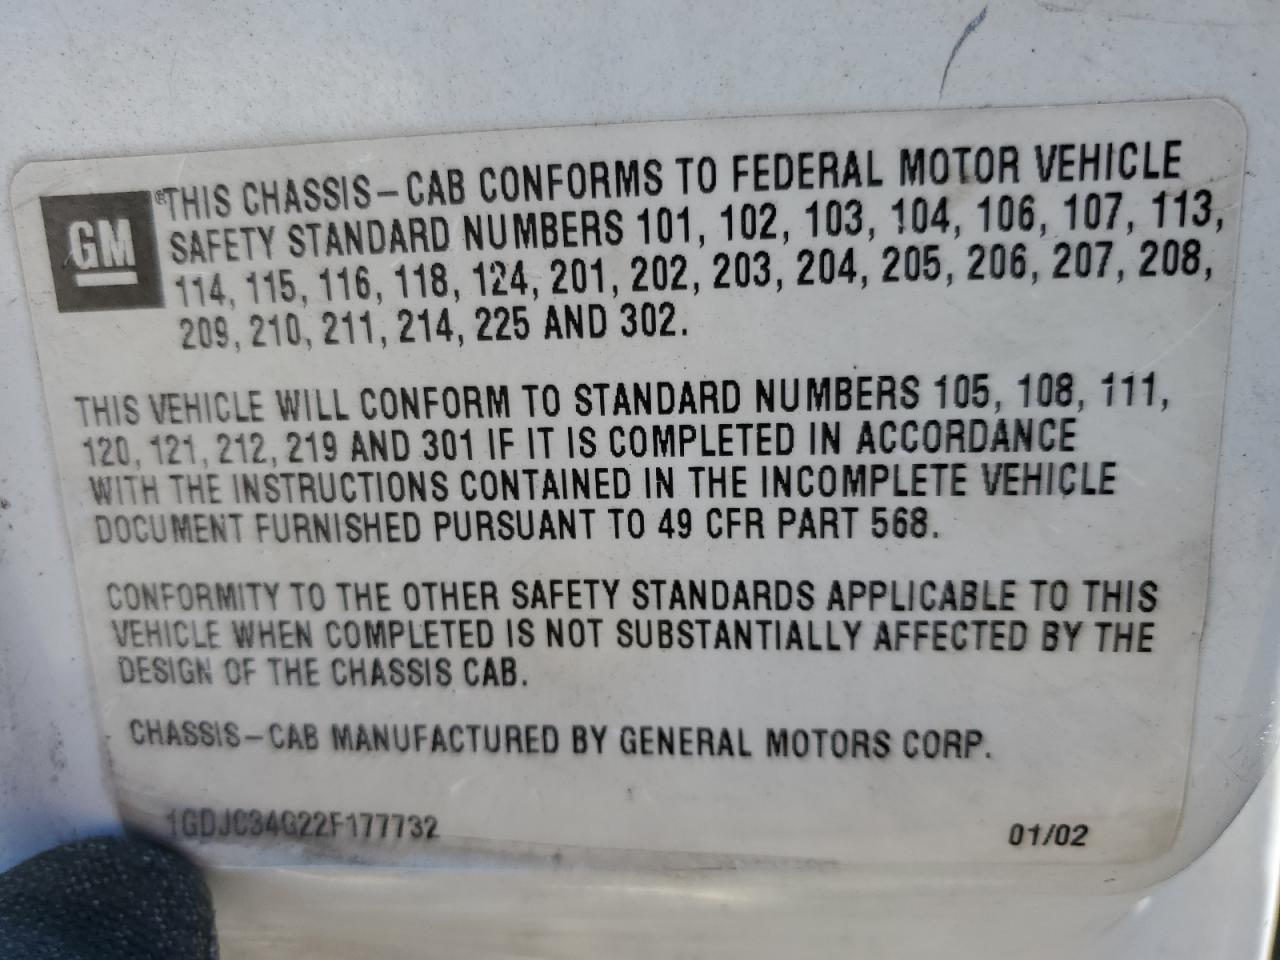 GM
®THIS CHASSIS-CAB CONFORMS TO FEDERAL MOTOR VEHICLE
SAFETY STANDARD NUMBERS 101, 102, 103, 104, 106, 107, 113,
114, 115, 116, 118, 124, 201, 202, 203, 204, 205, 206, 207, 208,
209, 210, 211, 214, 225 AND 302.
THIS VEHICLE WILL CONFORM TO STANDARD NUMBERS 105, 108, 111,
120, 121, 212, 219 AND 301 IF IT IS COMPLETED IN ACCORDANCE
WITH THE INSTRUCTIONS CONTAINED IN THE INCOMPLETE VEHICLE
DOCUMENT FURNISHED PURSUANT TO 49 CFR PART 568.
CONFORMITY TO THE OTHER SAFETY STANDARDS APPLICABLE TO THIS
VEHICLE WHEN COMPLETED IS NOT SUBSTANTIALLY AFFECTED BY THE
DESIGN OF THE CHASSIS CAB.
CHASSIS-CAB MANUFACTURED BY GENERAL MOTORS CORP.
1GDJC34G22F177732 01/02